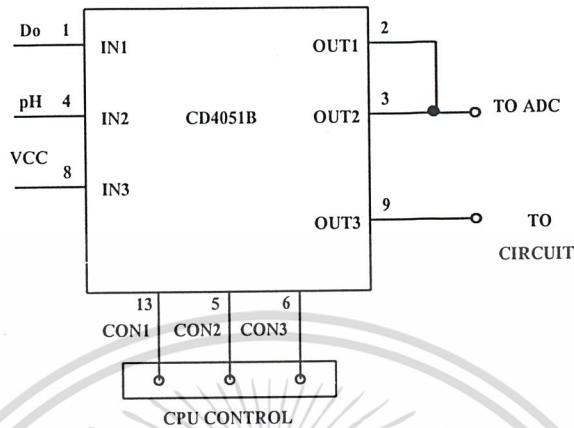 Do 1
IN1
OUT1
2
pH 4
IN2
CD4051B
OUT2
3
TO ADC
VCC
8
IN3
OUT3
9
TO
CIRCUIT
13 5 6
CON1 CON2 CON3
CPU CONTROL